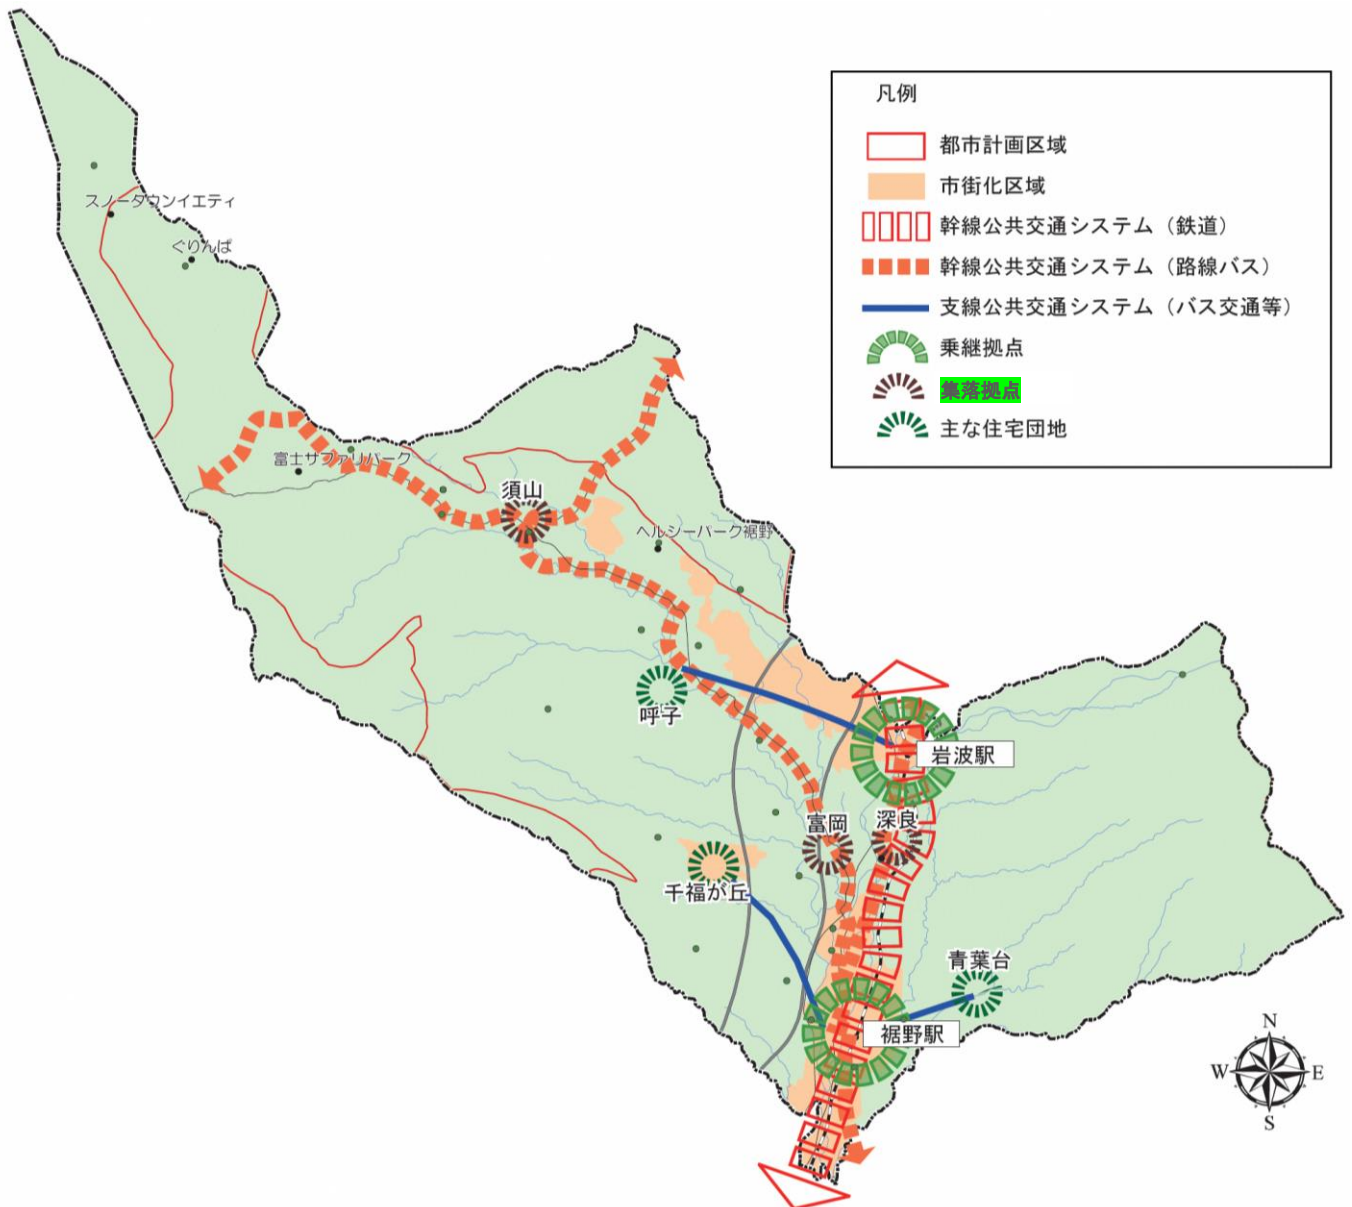 凡例
都市計画区域
市街化区域
幹線公共交通システム（鉄道）
幹線公共交通システム（路線バス）
支線公共交通システム（バス交通等）
乗継拠点
集落拠点
主な住宅団地
スノータウンイエティ
ぐりんぱ
富士サファリパーク
須山
ヘルシーパーク裾野
呼子
岩波駅
富岡
深良
千福が丘
青葉台
裾野駅
N
W
E
S